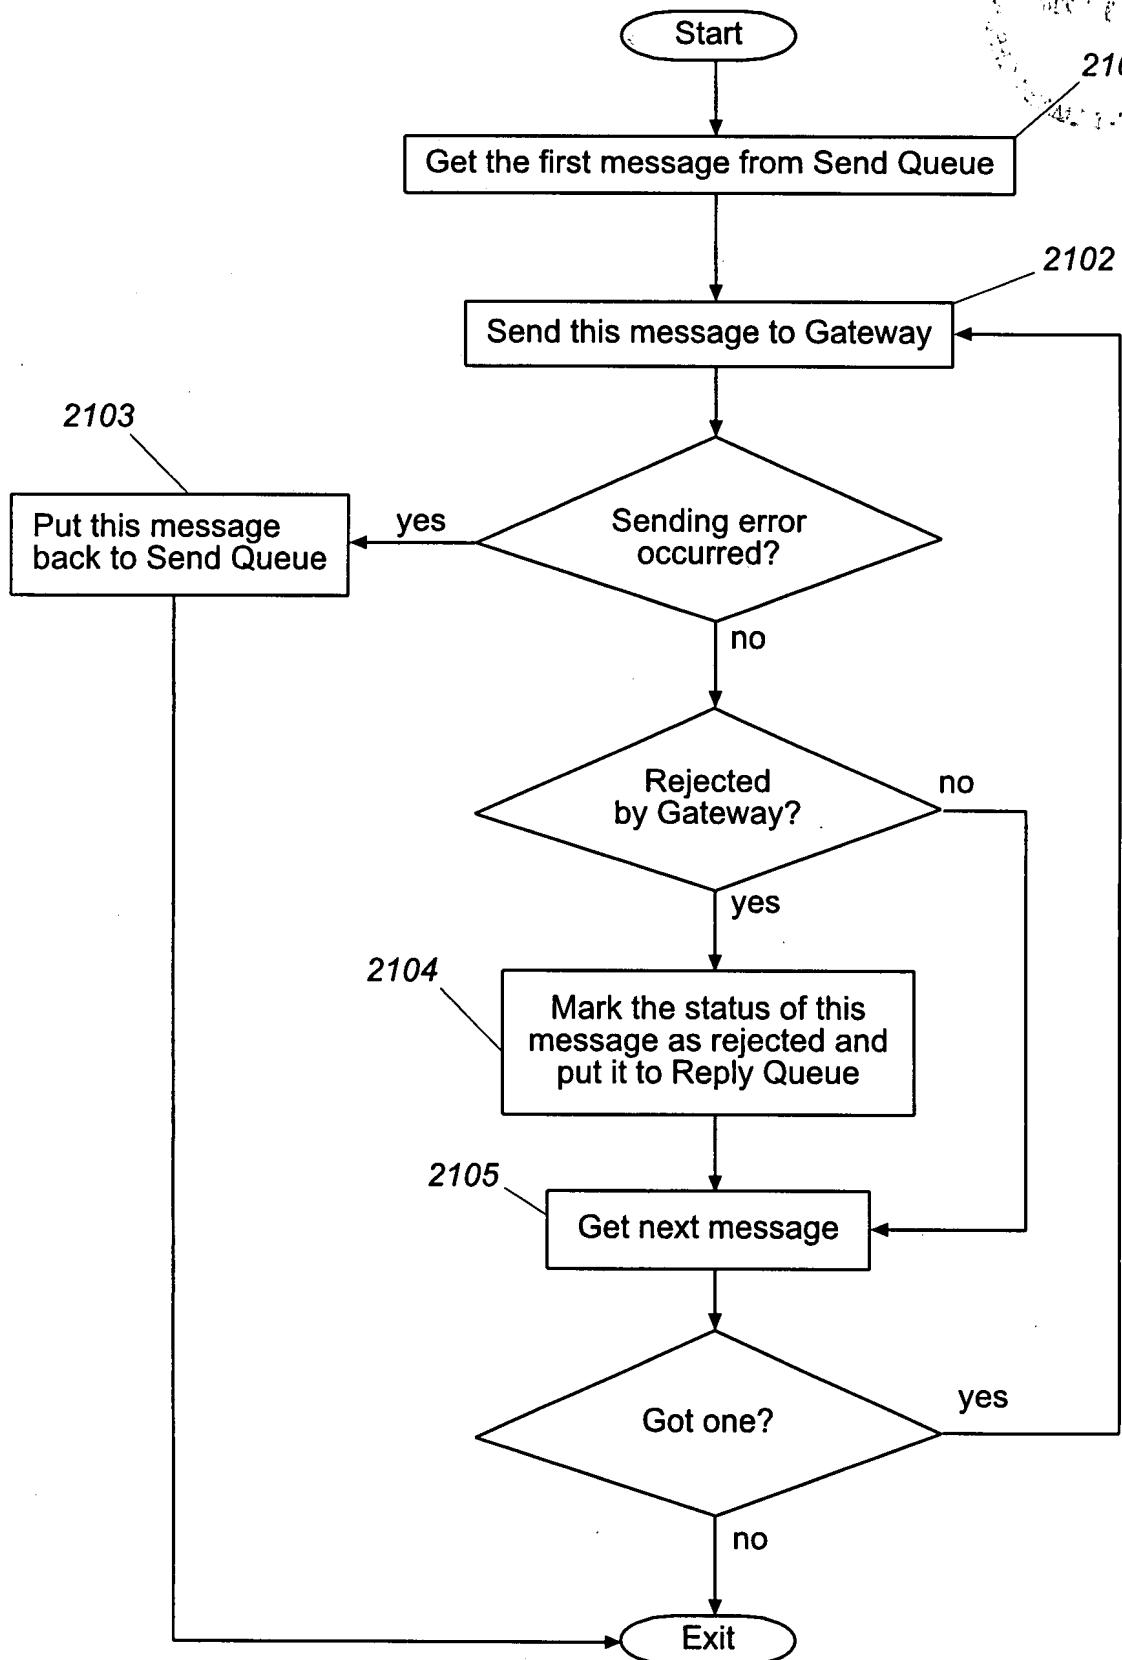 Start
Get the first message from Send Queue
2102
Send this message to Gateway
2103
Put this message
back to Send Queue
yes
Sending error
occurred?
no
Rejected
by Gateway?
no
yes
2104
Mark the status of this
message as rejected and
put it to Reply Queue
2105
Get next message
Got one?
yes
no
Exit